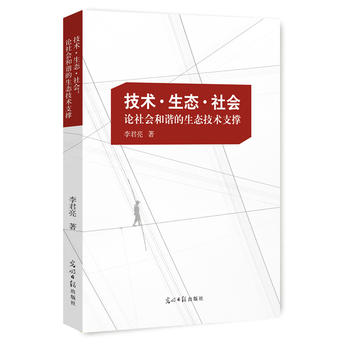 技术·生态·社会:
论社会和谐的生态技术支撑
李君亮 著
技术·生态·社会
论社会和谐的生态技术支撑
李君亮 著
光明日报出版社